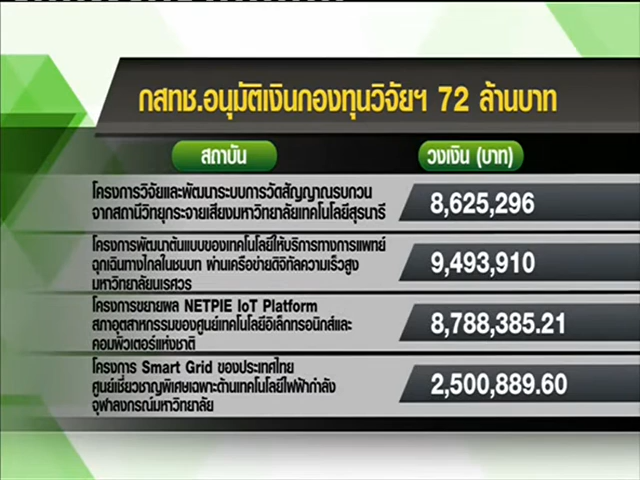 กสทช.อนุมัติเงินกองทุนวิจัยฯ 72 ล้านบาท
สถาบัน
วงเงิน (บาท)
โครงการวิจัยและพัฒนาระบบการวัดสัญญาณรบกวน
จากสถานีวิทยุกระจายเสียงมหาวิทยาลัยเทคโนโลยีสุรนารี
8,625,296
โครงการพัฒนาต้นแบบของเทคโนโลยีให้บริการทางการแพทย์
ฉุกเฉินทางไกลในชนบท ผ่านเครือข่ายดิจิทัลความเร็วสูง
มหาวิทยาลัยนเรศวร
9,493,910
โครงการขยายผล NETPIE IoT Platform
สภาอุตสาหกรรมของศูนย์เทคโนโลยีอิเล็กทรอนิกส์และ
คอมพิวเตอร์แห่งชาติ
8,788,385.21
โครงการ Smart Grid ของประเทศไทย
ศูนย์เชี่ยวชาญพิเศษเฉพาะด้านเทคโนโลยีไฟฟ้ากำลัง
จุฬาลงกรณ์มหาวิทยาลัย
2,500,889.60